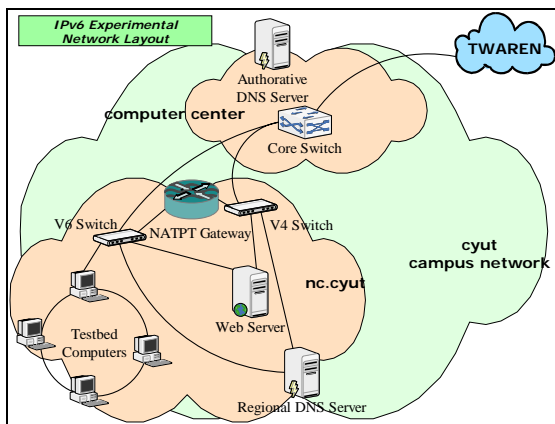 IPv6 Experimental
Network Layout
TWAREN
Authorative
DNS Server
computer center
Core Switch
V6 Switch
NATPT Gateway
V4 Switch
cyut
campus network
nc.cyut
Web Server
Testbed
Computers
Regional DNS Server